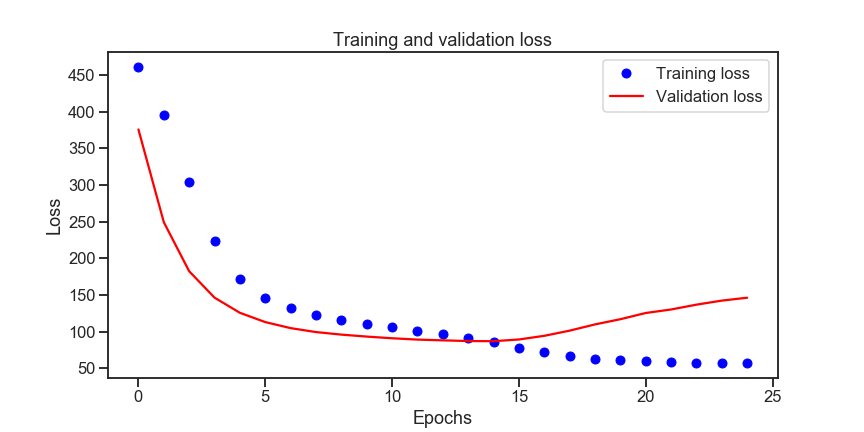 Training and validation loss
Training loss
Validation loss
450
400
350
300
250
200
150
100
50
Loss
0 5 10 15 20 25
Epochs